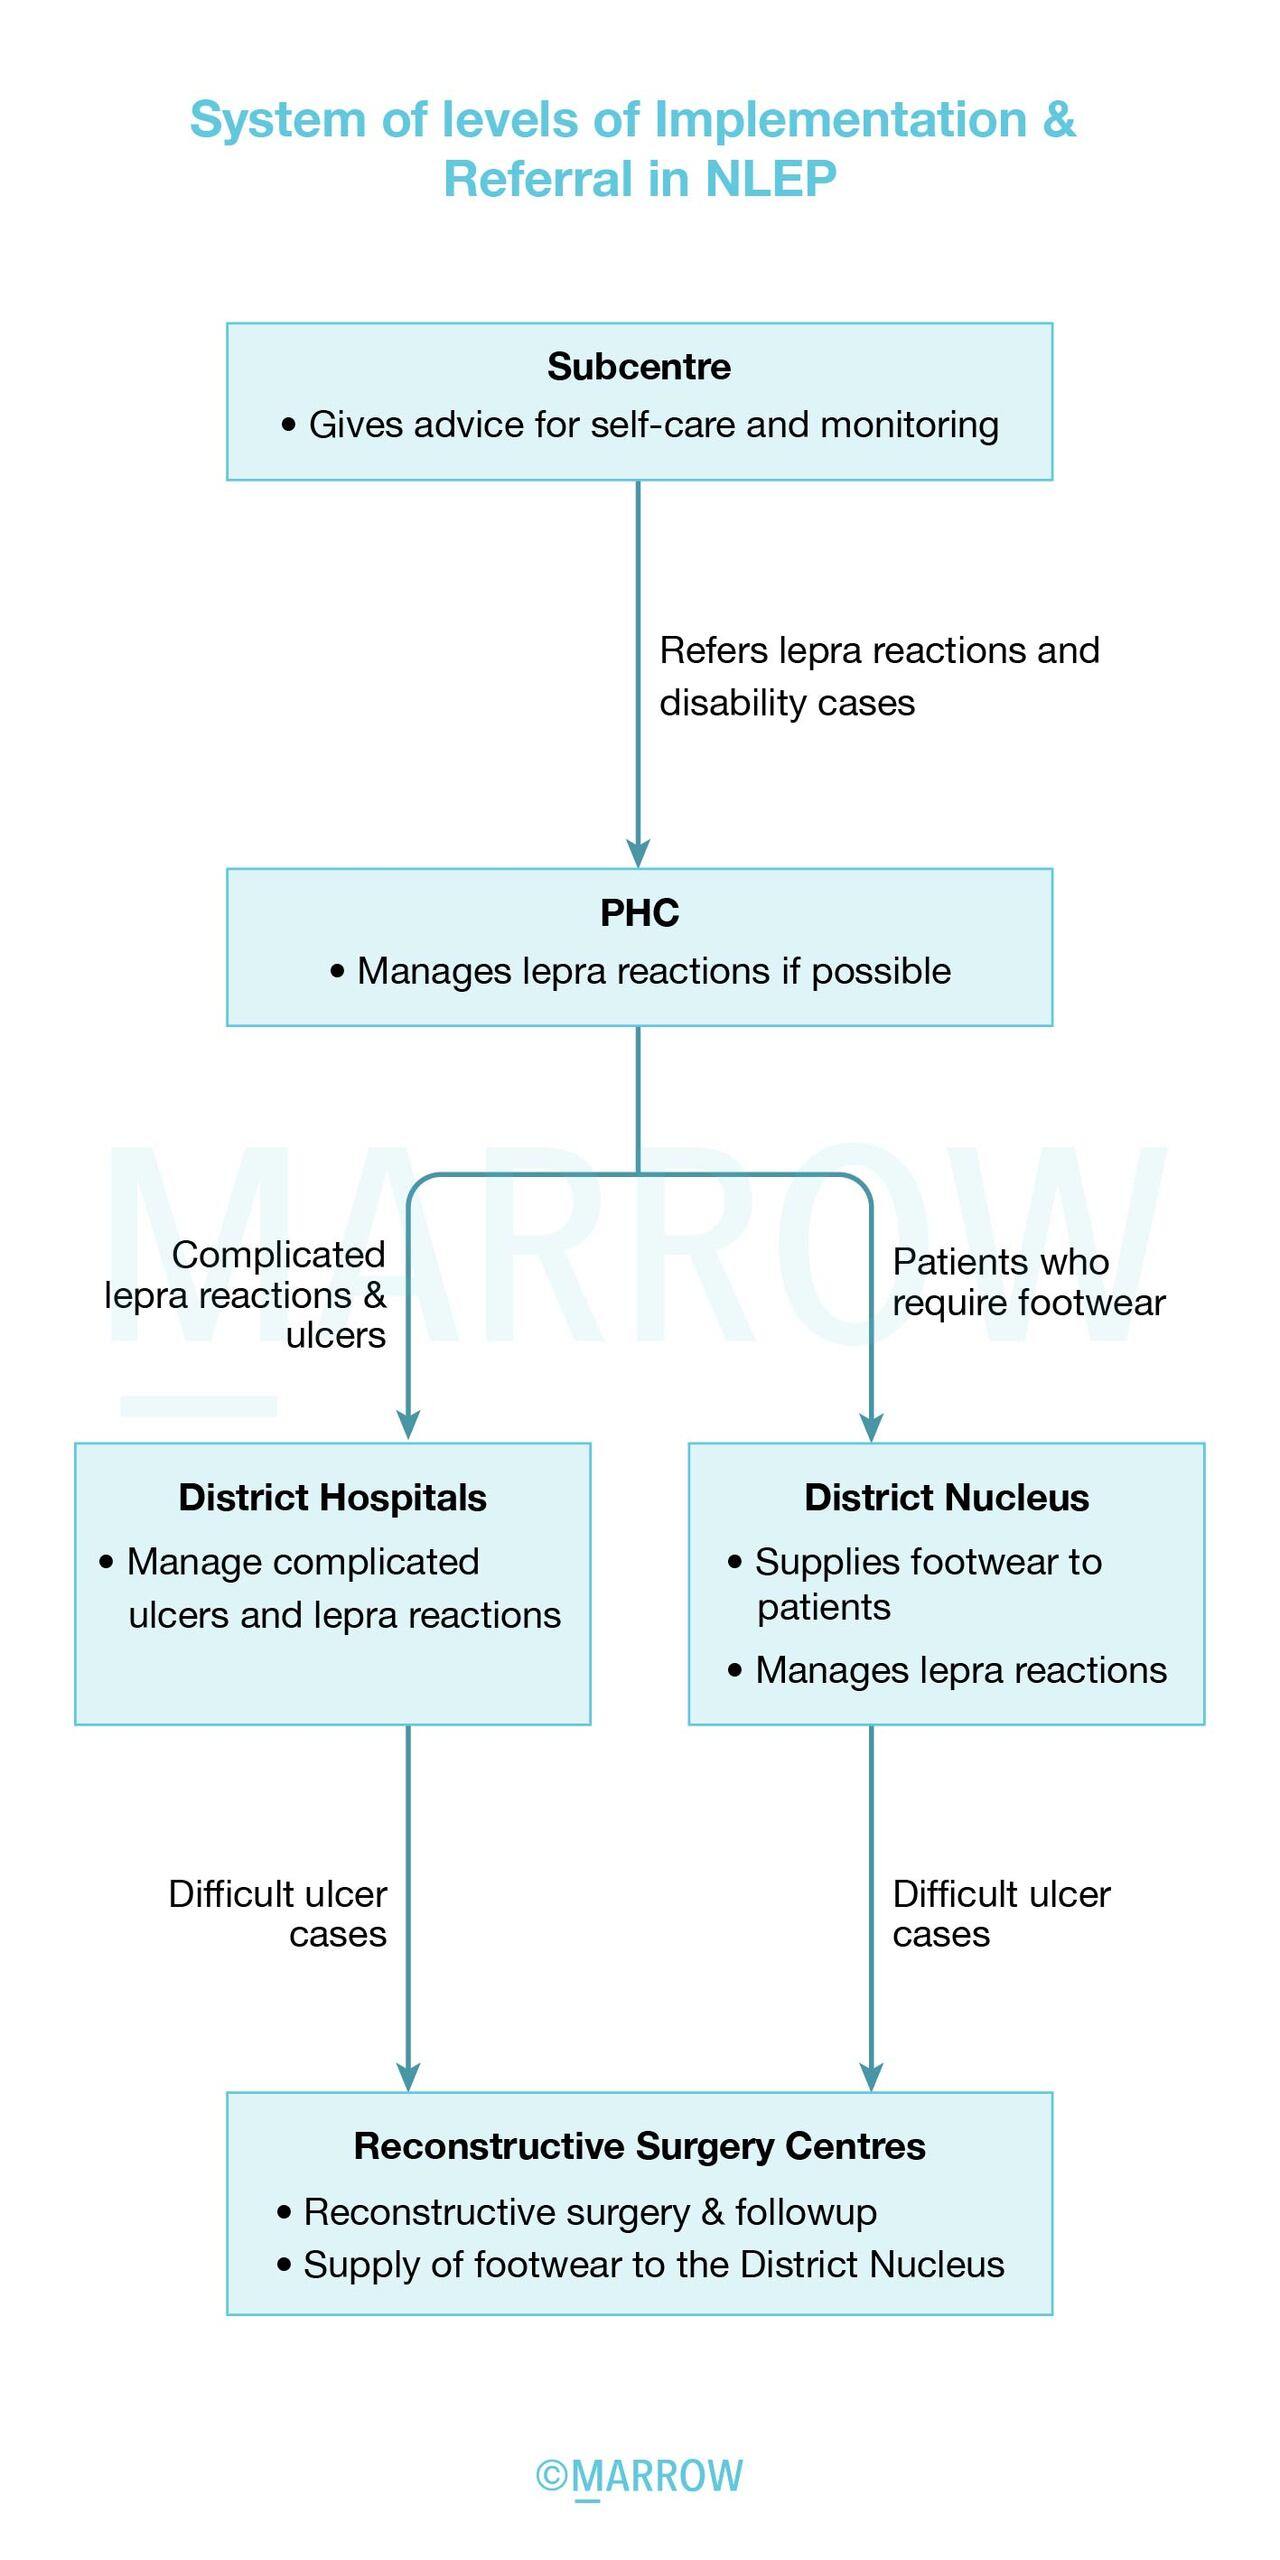 System of levels of Implementation &
Referral in NLEP
Subcentre
• Gives advice for self-care and monitoring
Refers lepra reactions and
disability cases
PHC
• Manages lepra reactions if possible
MARROW
Complicated
lepra reactions &
ulcers
Patients who
require footwear
District Hospitals
• Manage complicated
ulcers and lepra reactions
District Nucleus
• Supplies footwear to
patients
• Manages lepra reactions
Difficult ulcer
cases
Difficult ulcer
cases
Reconstructive Surgery Centres
• Reconstructive surgery & followup
• Supply of footwear to the District Nucleus
©MARROW